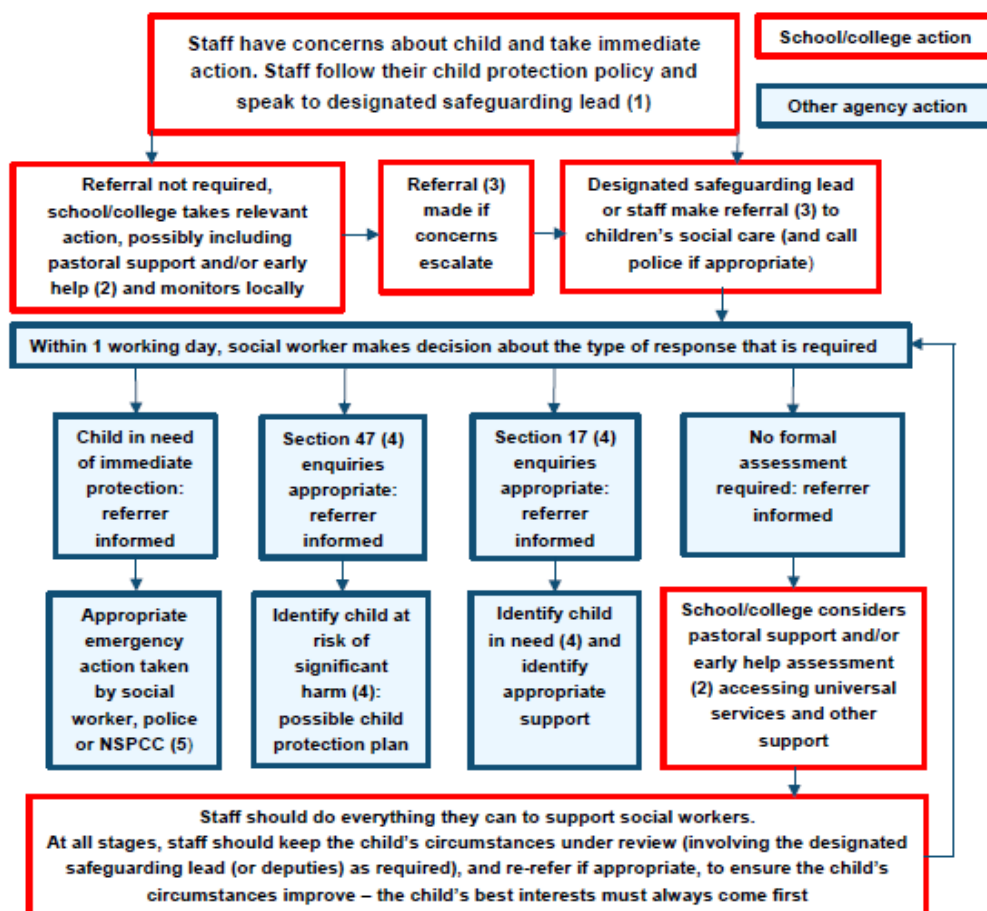 Staff have concerns about child and take immediate
action. Staff follow their child protection policy and
speak to designated safeguarding lead (1)
School/college action
Other agency action
Referral not required,
school/college takes relevant
action, possibly including
pastoral support and/or early
help (2) and monitors locally
Referral (3)
made if
concerns
escalate
Designated safeguarding lead
or staff make referral (3) to
children's social care (and call
police if appropriate)
Within 1 working day, social worker makes decision about the type of response that is required
Child in need
of immediate
protection:
referrer
informed
Section 47 (4)
enquiries
appropriate:
referrer
informed
Section 17 (4)
enquiries
appropriate:
referrer
informed
No formal
assessment
required: referrer
informed
Appropriate
emergency
action taken
by social
worker, police
or NSPCC (5)
Identify child at
risk of
significant
harm (4):
possible child
protection plan
Identify child
in need (4) and
identify
appropriate
support
School/college considers
pastoral support and/or
early help assessment
(2) accessing universal
services and other
support
Staff should do everything they can to support social workers.
At all stages, staff should keep the child's circumstances under review (involving the designated
safeguarding lead (or deputies) as required), and re-refer if appropriate, to ensure the child's
circumstances improve – the child's best interests must always come first